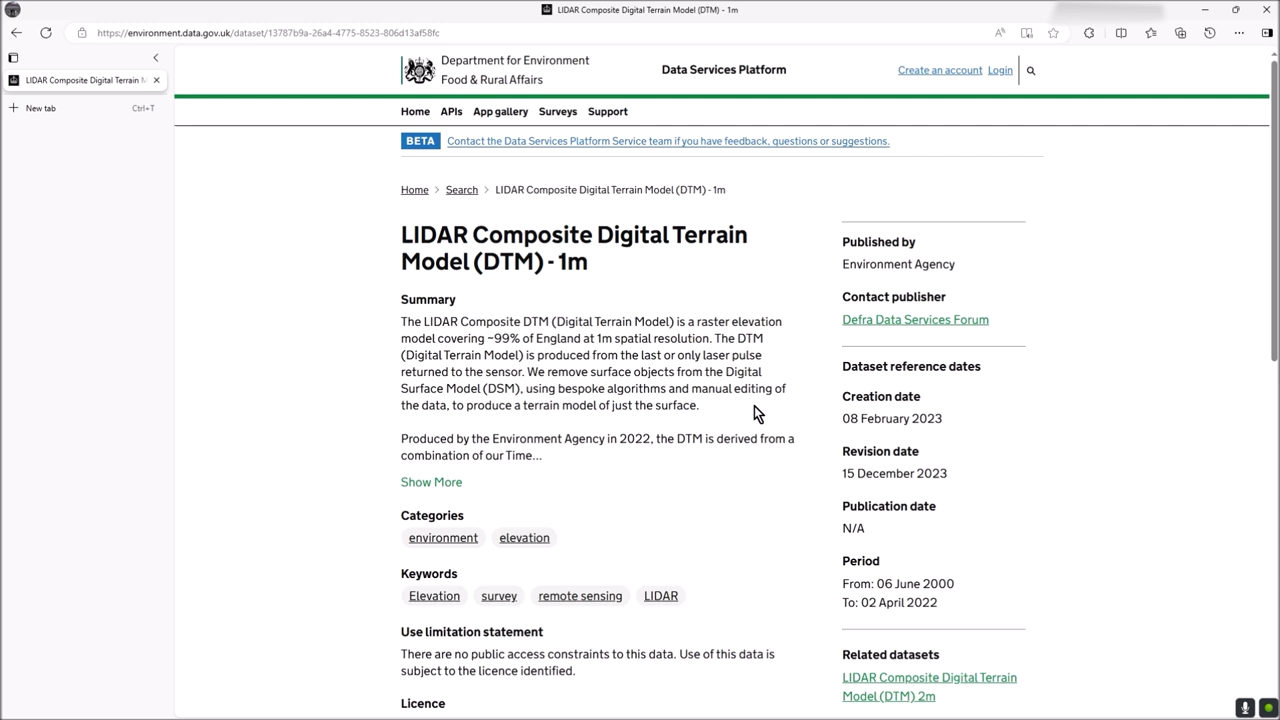 LIDAR Composite Digital Terrain Model (DTM) - 1m
https://environment.data.gov.uk/dataset/13787b9a-26a4-4775-8523-806d13af58fc
LIDAR Composite Digital Terrain M
New tab
Ctrl+T
Department for Environment
Food & Rural Affairs
Data Services Platform
Create an account
Login
Home
APIs
App gallery
Surveys
Support
BETA
Contact the Data Services Platform Service team if you have feedback, questions or suggestions.
Home > Search > LIDAR Composite Digital Terrain Model (DTM) - 1m
LIDAR Composite Digital Terrain
Model (DTM) - 1m
Summary
The LIDAR Composite DTM (Digital Terrain Model) is a raster elevation
model covering ~99% of England at 1m spatial resolution. The DTM
(Digital Terrain Model) is produced from the last or only laser pulse
returned to the sensor. We remove surface objects from the Digital
Surface Model (DSM), using bespoke algorithms and manual editing of
the data, to produce a terrain model of just the surface.
Produced by the Environment Agency in 2022, the DTM is derived from a
combination of our Time...
Show More
Categories
environment
elevation
Keywords
Elevation
survey
remote sensing
LIDAR
Use limitation statement
There are no public access constraints to this data. Use of this data is
subject to the licence identified.
Licence
Published by
Environment Agency
Contact publisher
Defra Data Services Forum
Dataset reference dates
Creation date
08 February 2023
Revision date
15 December 2023
Publication date
N/A
Period
From: 06 June 2000
To: 02 April 2022
Related datasets
LIDAR Composite Digital Terrain
Model (DTM) 2m